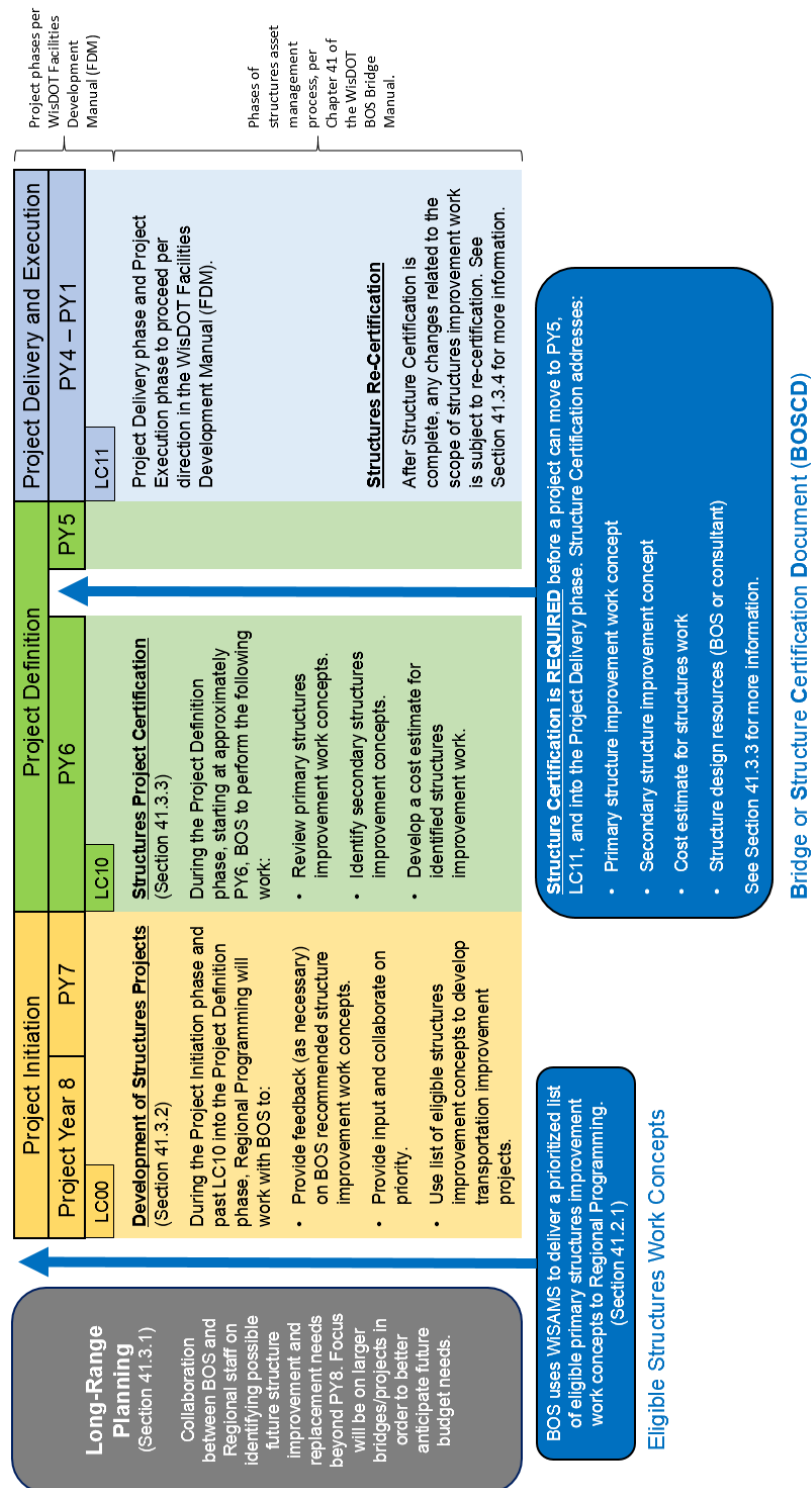 Long-Range
Planning
(Section 41.3.1)
Collaboration
between BOS and
Regional staff on
identifying possible
future structure
improvement and
replacement needs
beyond PY8. Focus
will be on larger
bridges/projects in
order to better
anticipate future
budget needs.
Project Initiation
Project Year 8
PY7
LC00
Development of Structures Projects
(Section 41.3.2)
During the Project Initiation phase and
past LC10 into the Project Definition
phase, Regional Programming will
work with BOS to:
• Provide feedback (as necessary)
on BOS recommended structure
improvement work concepts.
• Provide input and collaborate on
priority.
• Use list of eligible structures
improvement concepts to develop
transportation improvement
projects.
Project Definition
PY6
PY5
LC10
Structures Project Certification
(Section 41.3.3)
During the Project Definition
phase, starting at approximately
PY6, BOS to perform the following
work:
• Review primary structures
improvement work concepts.
• Identify secondary structures
improvement concepts.
• Develop a cost estimate for
identified structures
improvement work.
Project Delivery and Execution
PY4 – PY1
LC11
Project Delivery phase and Project
Execution phase to proceed per
direction in the WisDOT Facilities
Development Manual (FDM).
Structures Re-Certification
After Structure Certification is
complete, any changes related to the
scope of structures improvement work
is subject to re-certification. See
Section 41.3.4 for more information.
Project phases per
WisDOT Facilities
Development
Manual (FDM)
Phases of
structures asset
management
process, per
Chapter 41 of
the WisDOT
BOS Bridge
Manual.
BOS uses WiSAMS to deliver a prioritized list
of eligible primary structures improvement
work concepts to Regional Programming.
(Section 41.2.1)
Eligible Structures Work Concepts
Structure Certification is REQUIRED before a project can move to PY5,
LC11, and into the Project Delivery phase. Structure Certification addresses:
• Primary structure improvement work concept
• Secondary structure improvement concept
• Cost estimate for structures work
• Structure design resources (BOS or consultant)
See Section 41.3.3 for more information.
Bridge or Structure Certification Document (BOSCD)